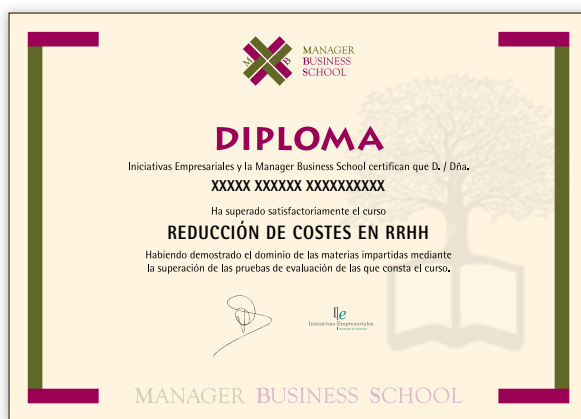 M B
MANAGER
BUSINESS
SCHOOL
DIPLOMA
Iniciativas Empresariales y la Manager Business School certifican que D. / Dña.
XXXXX XXXXXX XXXXXXXXXX
Ha superado satisfactoriamente el curso
REDUCCIÓN DE COSTES EN RRHH
Habiendo demostrado el dominio de las materias impartidas mediante
la superación de las pruebas de evaluación de las que consta el curso.
Iniciativas Empresariales
MANAGER BUSINESS SCHOOL